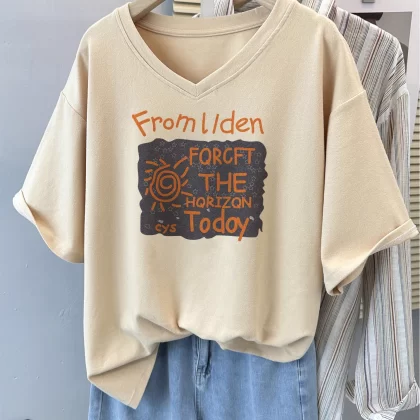 From liden
FORCFT
THE
HORIZON
cys Today